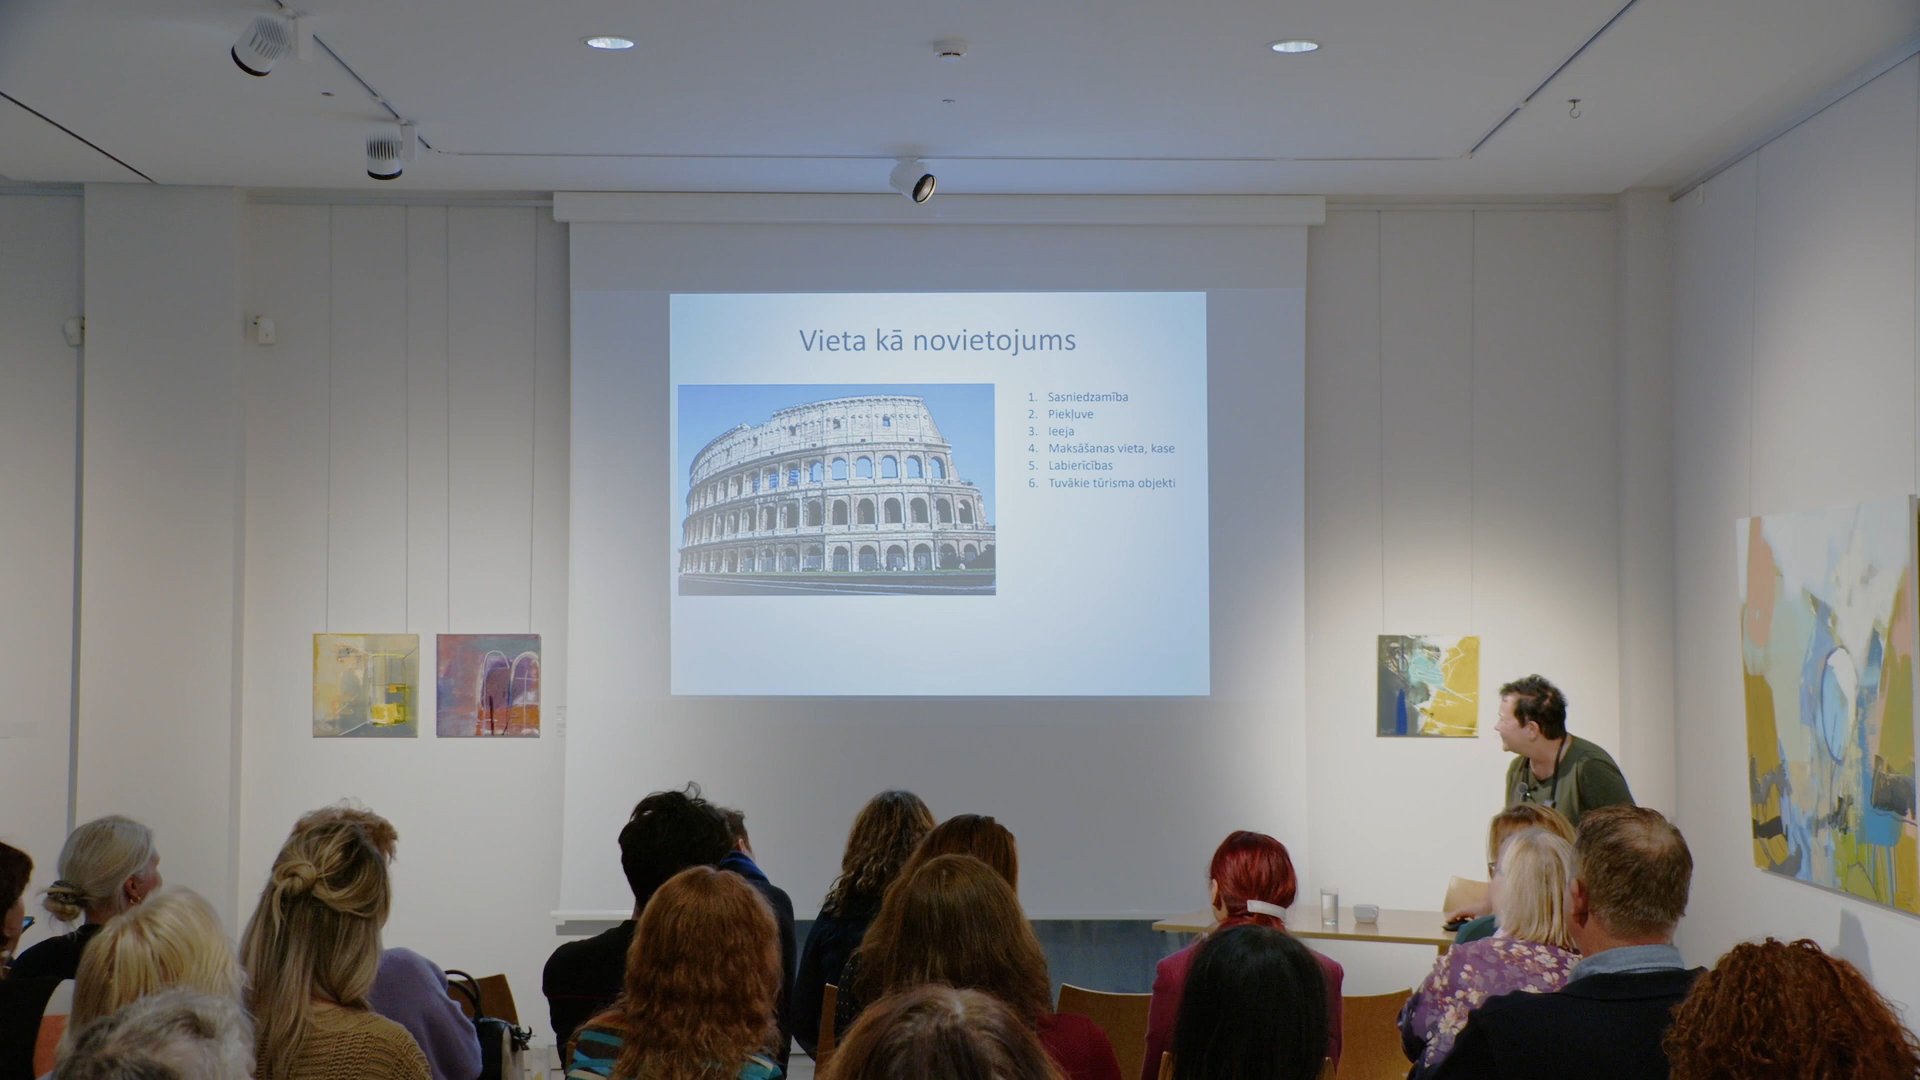 Vieta kā novietojums
1. Sasniedzamība
2. Piekļuve
3. Ieeja
4. Maksāšanas vieta, kase
5. Labierīcības
6. Tuvākie tūrisma objekti